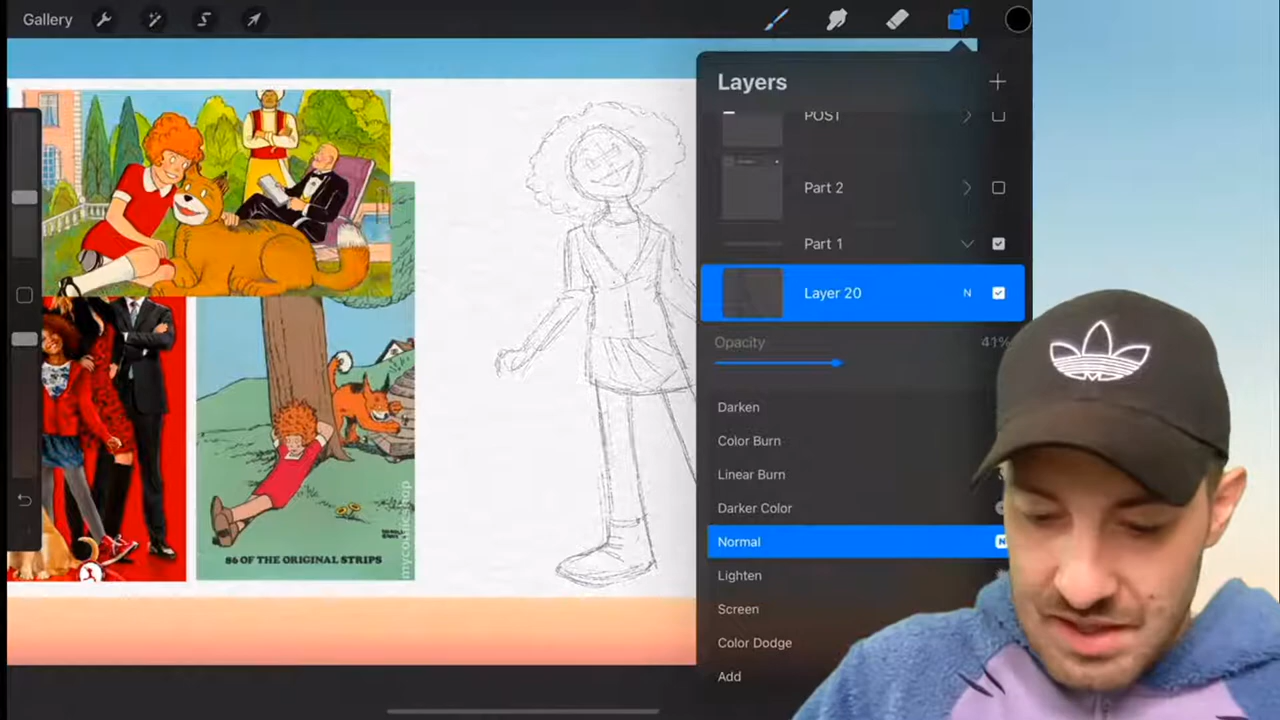 Gallery
Layers
POST
Part 2
Part 1
Layer 20
N
Opacity
41%
Darken
Color Burn
Linear Burn
Darker Color
Normal
N
Lighten
Screen
Color Dodge
Add
86 OF THE ORIGINAL STRIPS